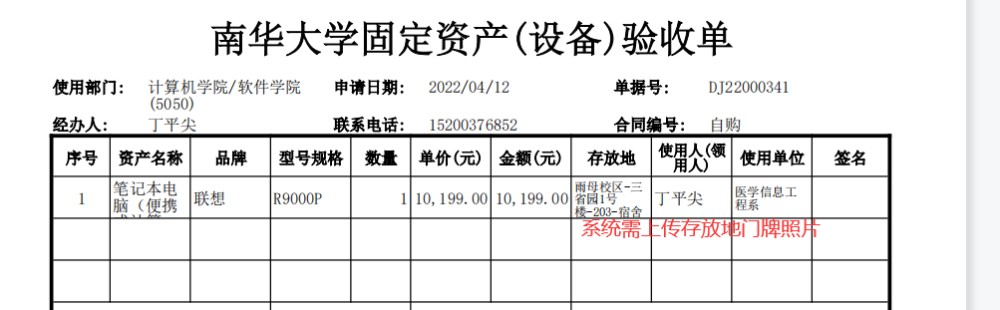 南华大学固定资产(设备)验收单
使用部门: 计算机学院/软件学院 申请日期: 2022/04/12 单据号: DJ22000341
(5050)
经办人: 丁平尖 联系电话: 15200376852 合同编号: 自购
序号 资产名称 品牌 型号规格 数量 单价(元) 金额(元) 存放地 使用人(领 使用单位 签名
用人)
1 笔记本电 联想 R9000P 1 10,199.00 10,199.00 雨母校区-三 丁平尖 医学信息工
脑（便携 省园1号 程系
楼-203-宿舍
系统需上传存放地门牌照片